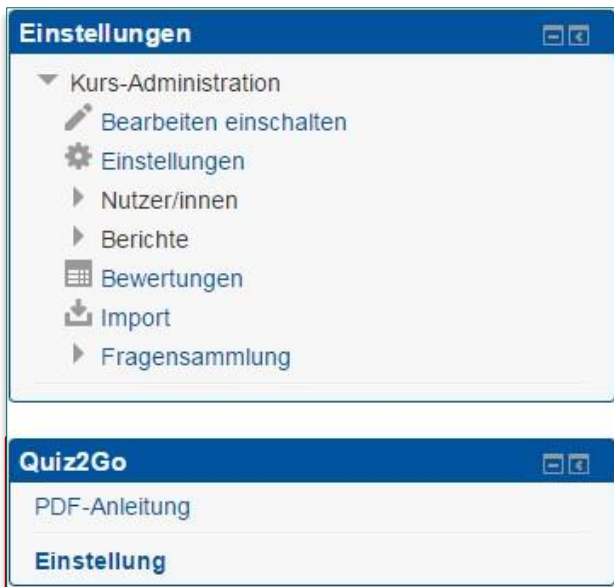 Einstellungen
Kurs-Administration
Bearbeiten einschalten
Einstellungen
Nutzer/innen
Berichte
Bewertungen
Import
Fragensammlung
Quiz2Go
PDF-Anleitung
Einstellung